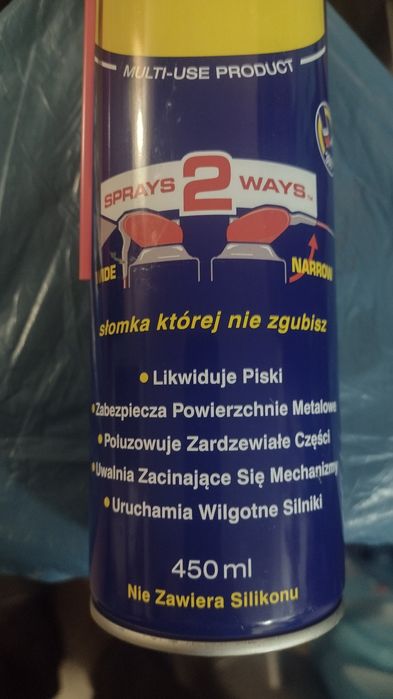 MULTI-USE PRODUCT
SPRAYS 2 WAYS™
WIDE NARROW
słomka której nie zgubisz
• Likwiduje Piski
• Zabezpiecza Powierzchnie Metalowe
• Poluzowuje Zardzewiałe Części
• Uwalnia Zacinające Się Mechanizmy
• Uruchamia Wilgotne Silniki
450 ml
Nie Zawiera Silikonu